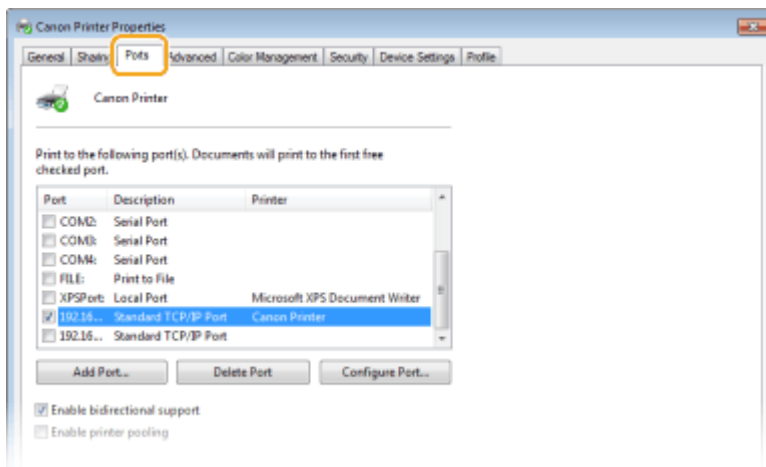 Canon Printer Properties
General Sharing Ports Advanced Color Management Security Device Settings Profile
Canon Printer
Print to the following port(s). Documents will print to the first free
checked port.
Port Description Printer
COM2: Serial Port
COM3: Serial Port
COM4: Serial Port
FILE: Print to File
XPSPort: Local Port Microsoft XPS Document Writer
192.16... Standard TCP/IP Port Canon Printer
192.16... Standard TCP/IP Port
Add Port... Delete Port Configure Port...
Enable bidirectional support
Enable printer pooling